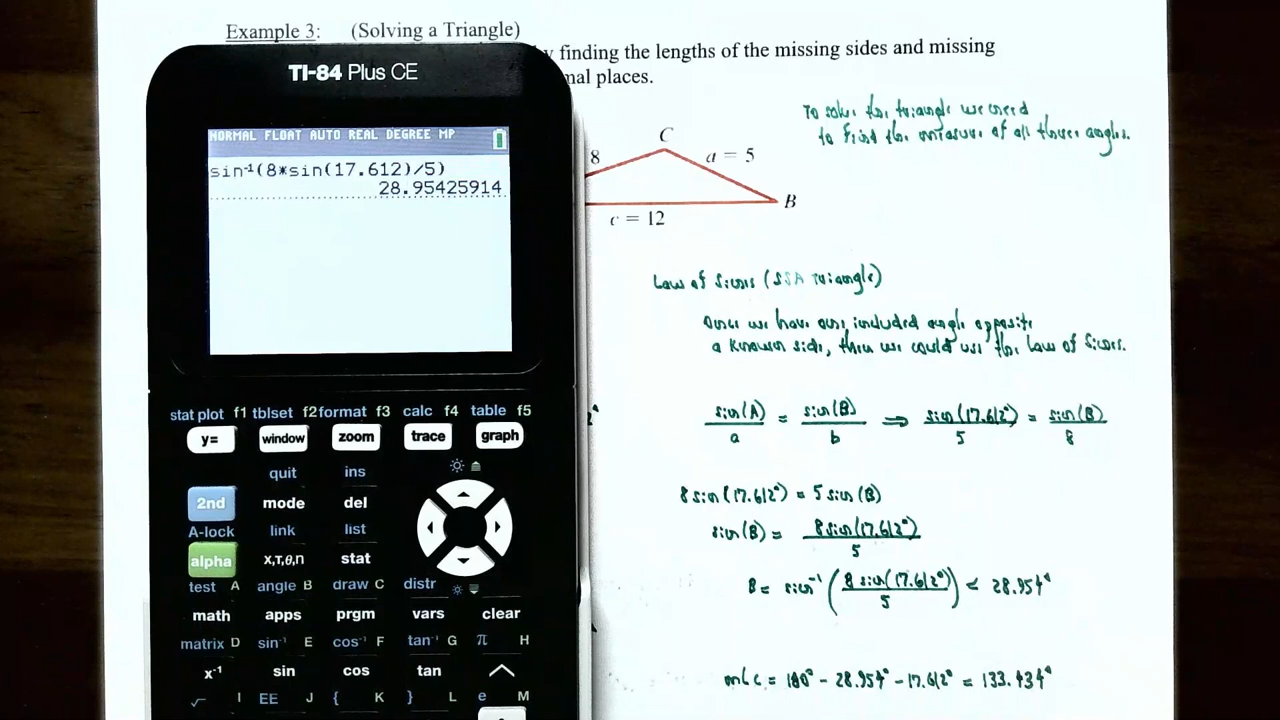 Example 3: (Solving a Triangle)
y finding the lengths of the missing sides and missing
mal places.
To solve the triangle we need
to find the measure of all three angles.
C
8
a = 5
B
c = 12
Law of Sines (SSA Triangle)
Once we have one included angle opposite
a known side, then we could use the Law of Sines.
sin(A)/a = sin(B)/b ⇒ sin(17.612°)/5 = sin(B)/8
8 sin(17.612°) = 5 sin(B)
sin(B) = 8 sin(17.612°)/5
B = sin⁻¹(8 sin(17.612°)/5) = 28.954°
m∠C = 180° - 28.954° - 17.612° = 133.434°
TI-84 Plus CE
NORMAL FLOAT AUTO REAL DEGREE MP
sin⁻¹(8*sin(17.612)/5)
28.95425914
stat plot f1 tblset f2 format f3 calc f4 table f5
y= window zoom trace graph
quit ins
2nd mode del
A-lock link list
alpha X,T,θ,n stat
test A angle B draw C distr
math apps prgm vars clear
matrix D sin⁻¹ E cos⁻¹ F tan⁻¹ G π H
x⁻¹ sin cos tan ^
√ I EE J { K } L e M